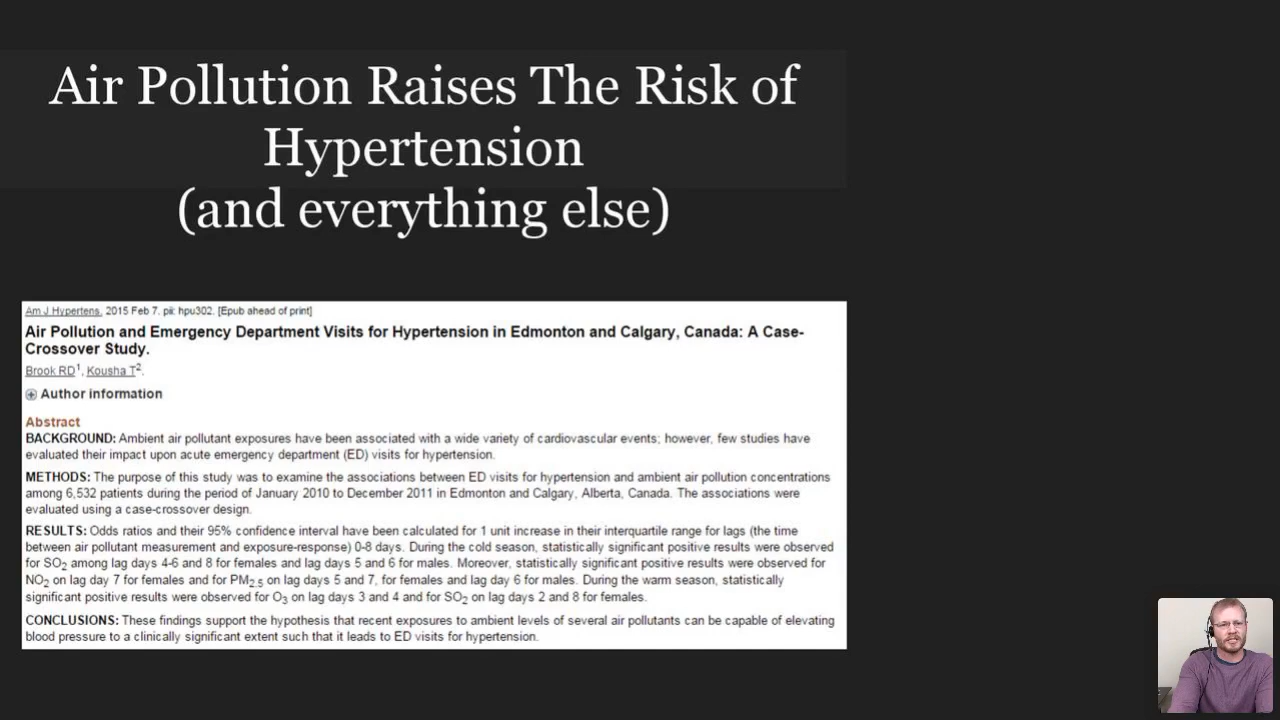 Air Pollution Raises The Risk of
Hypertension
(and everything else)
Am J Hypertens. 2015 Feb 7. pii: hpu302. [Epub ahead of print]
Air Pollution and Emergency Department Visits for Hypertension in Edmonton and Calgary, Canada: A Case-
Crossover Study.
Brook RD1, Kousha T2.
Author information
Abstract
BACKGROUND: Ambient air pollutant exposures have been associated with a wide variety of cardiovascular events; however, few studies have
evaluated their impact upon acute emergency department (ED) visits for hypertension.
METHODS: The purpose of this study was to examine the associations between ED visits for hypertension and ambient air pollution concentrations
among 6,532 patients during the period of January 2010 to December 2011 in Edmonton and Calgary, Alberta, Canada. The associations were
evaluated using a case-crossover design.
RESULTS: Odds ratios and their 95% confidence interval have been calculated for 1 unit increase in their interquartile range for lags (the time
between air pollutant measurement and exposure-response) 0-8 days. During the cold season, statistically significant positive results were observed
for SO2 among lag days 4-6 and 8 for females and lag days 5 and 6 for males. Moreover, statistically significant positive results were observed for
NO2 on lag day 7 for females and for PM2.5 on lag days 5 and 7, for females and lag day 6 for males. During the warm season, statistically
significant positive results were observed for O3 on lag days 3 and 4 and for SO2 on lag days 2 and 8 for females.
CONCLUSIONS: These findings support the hypothesis that recent exposures to ambient levels of several air pollutants can be capable of elevating
blood pressure to a clinically significant extent such that it leads to ED visits for hypertension.